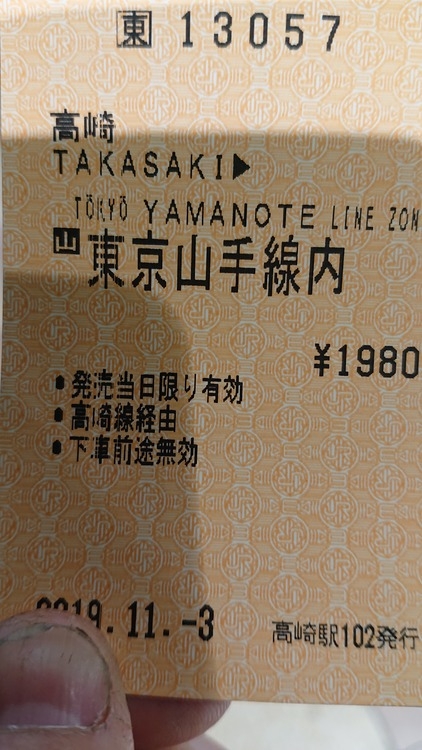 東 13057
高崎
TAKASAKI▶
TŌKYŌ YAMANOTE LINE ZON
山 東京山手線内
¥1980
•発売当日限り有効
•高崎線経由
•下車前途無効
2019.11.-3
高崎駅102発行